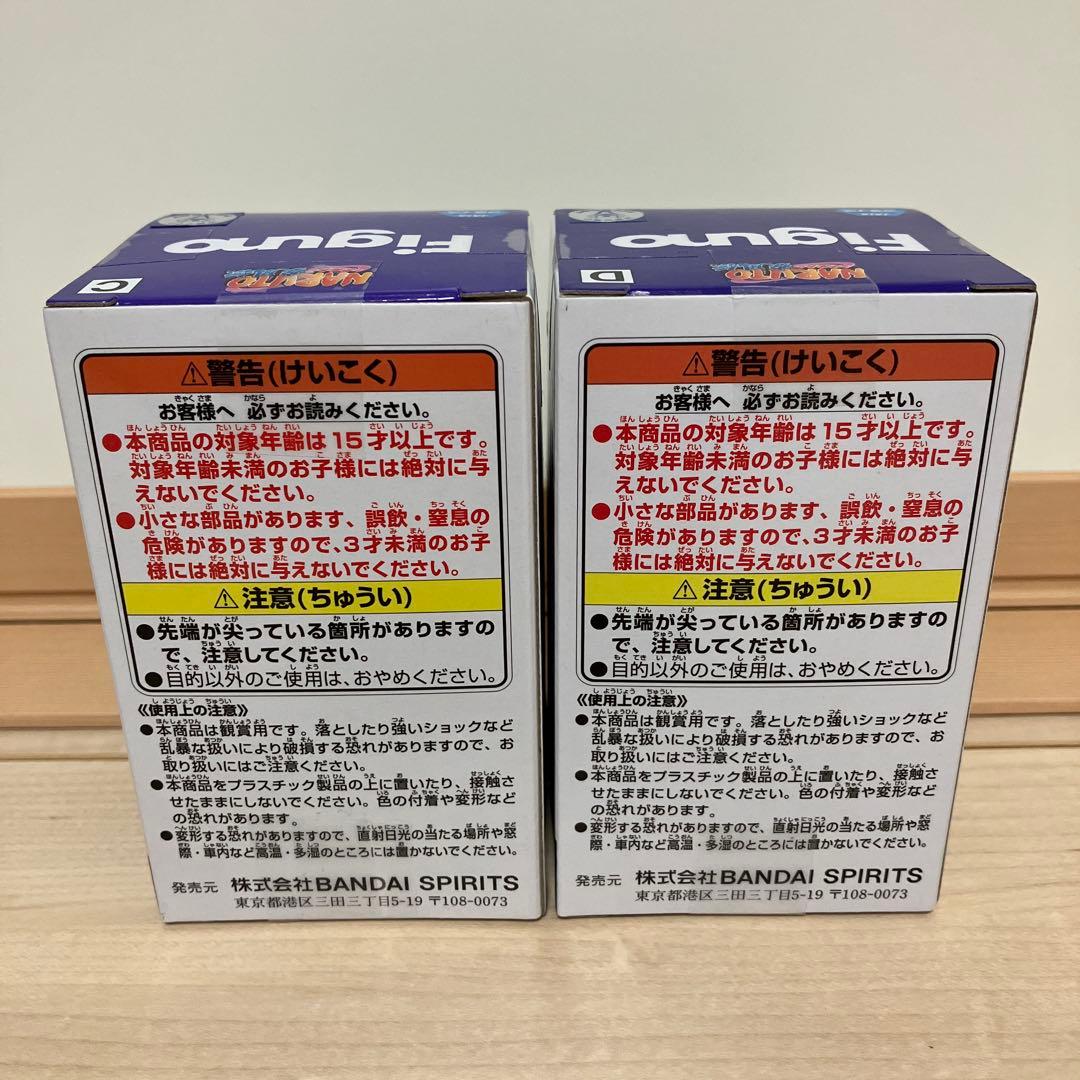 Figuno
NARUTO
C
⚠警告(けいこく)
お客様へ 必ずお読みください。
●本商品の対象年齢は15才以上です。
対象年齢未満のお子様には絶対に与
えないでください。
●小さな部品があります、誤飲・窒息の
危険がありますので、3才未満のお子
様には絶対に与えないでください。
⚠注意(ちゅうい)
●先端が尖っている箇所がありますの
で、注意してください。
●目的以外のご使用は、おやめください。
《使用上の注意》
●本商品は観賞用です。落としたり強いショックなど
乱暴な扱いにより破損する恐れがありますので、お
取り扱いにはご注意ください。
●本商品をプラスチック製品の上に置いたり、接触さ
せたままにしないでください。色の付着や変形など
の恐れがあります。
●変形する恐れがありますので、直射日光の当たる場所や窓
際・車内など高温・多湿のところには置かないでください。
発売元 株式会社BANDAI SPIRITS
東京都港区三田三丁目5-19 〒108-0073
Figuno
NARUTO
D
⚠警告(けいこく)
お客様へ 必ずお読みください。
●本商品の対象年齢は15才以上です。
対象年齢未満のお子様には絶対に与
えないでください。
●小さな部品があります、誤飲・窒息の
危険がありますので、3才未満のお子
様には絶対に与えないでください。
⚠注意(ちゅうい)
●先端が尖っている箇所がありますの
で、注意してください。
●目的以外のご使用は、おやめください。
《使用上の注意》
●本商品は観賞用です。落としたり強いショックなど
乱暴な扱いにより破損する恐れがありますので、お
取り扱いにはご注意ください。
●本商品をプラスチック製品の上に置いたり、接触さ
せたままにしないでください。色の付着や変形など
の恐れがあります。
●変形する恐れがありますので、直射日光の当たる場所や窓
際・車内など高温・多湿のところには置かないでください。
発売元 株式会社BANDAI SPIRITS
東京都港区三田三丁目5-19 〒108-0073